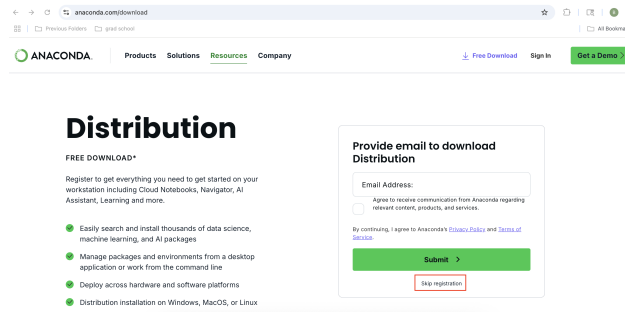 anaconda.com/download
Previous Folders
grad school
All Bookma
ANACONDA.
Products
Solutions
Resources
Company
Free Download
Sign In
Get a Demo >
Distribution
FREE DOWNLOAD*
Register to get everything you need to get started on your
workstation including Cloud Notebooks, Navigator, AI
Assistant, Learning and more.
Easily search and install thousands of data science,
machine learning, and AI packages
Manage packages and environments from a desktop
application or work from the command line
Deploy across hardware and software platforms
Distribution installation on Windows, MacOS, or Linux
Provide email to download
Distribution
Email Address:
Agree to receive communication from Anaconda regarding
relevant content, products, and services.
By continuing, I agree to Anaconda's Privacy Policy and Terms of
Service.
Submit >
Skip registration